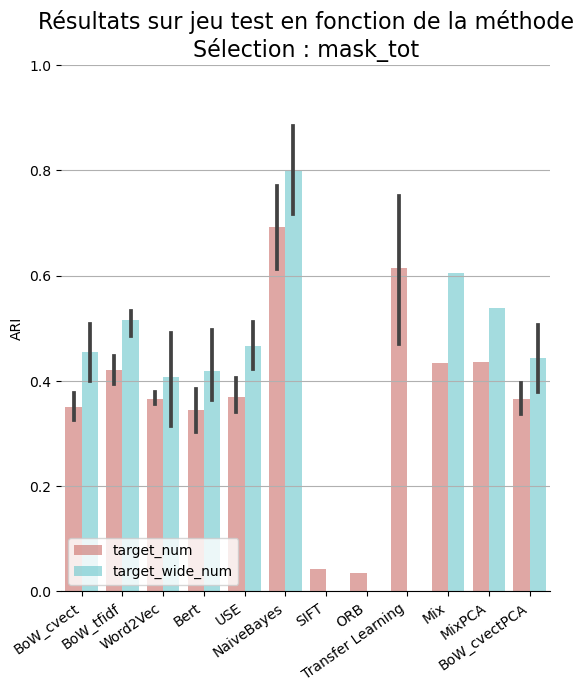 Résultats sur jeu test en fonction de la méthode
Sélection : mask_tot
1.0
0.8
0.6
0.4
0.2
0.0
ARI
target_num
target_wide_num
BoW_cvect
BoW_tfidf
Word2Vec
Bert
USE
NaiveBayes
SIFT
ORB
Transfer Learning
Mix
MixPCA
BoW_cvectPCA